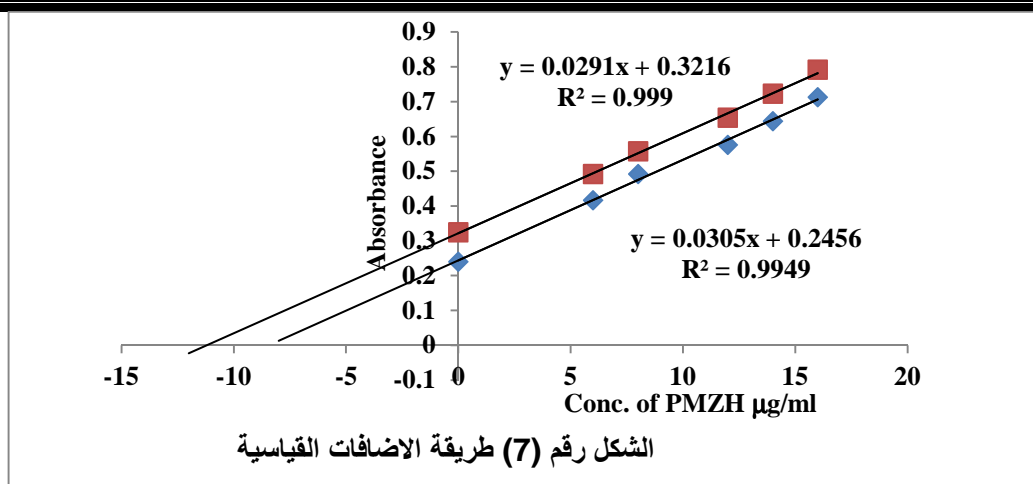 0.9
0.8
0.7
0.6
0.5
0.4
0.3
0.2
0.1
0
-0.1
y = 0.0291x + 0.3216
R² = 0.999
y = 0.0305x + 0.2456
R² = 0.9949
Absorbance
-15 -10 -5 0 5 10 15 20
Conc. of PMZH µg/ml
الشكل رقم (7) طريقة الاضافات القياسية